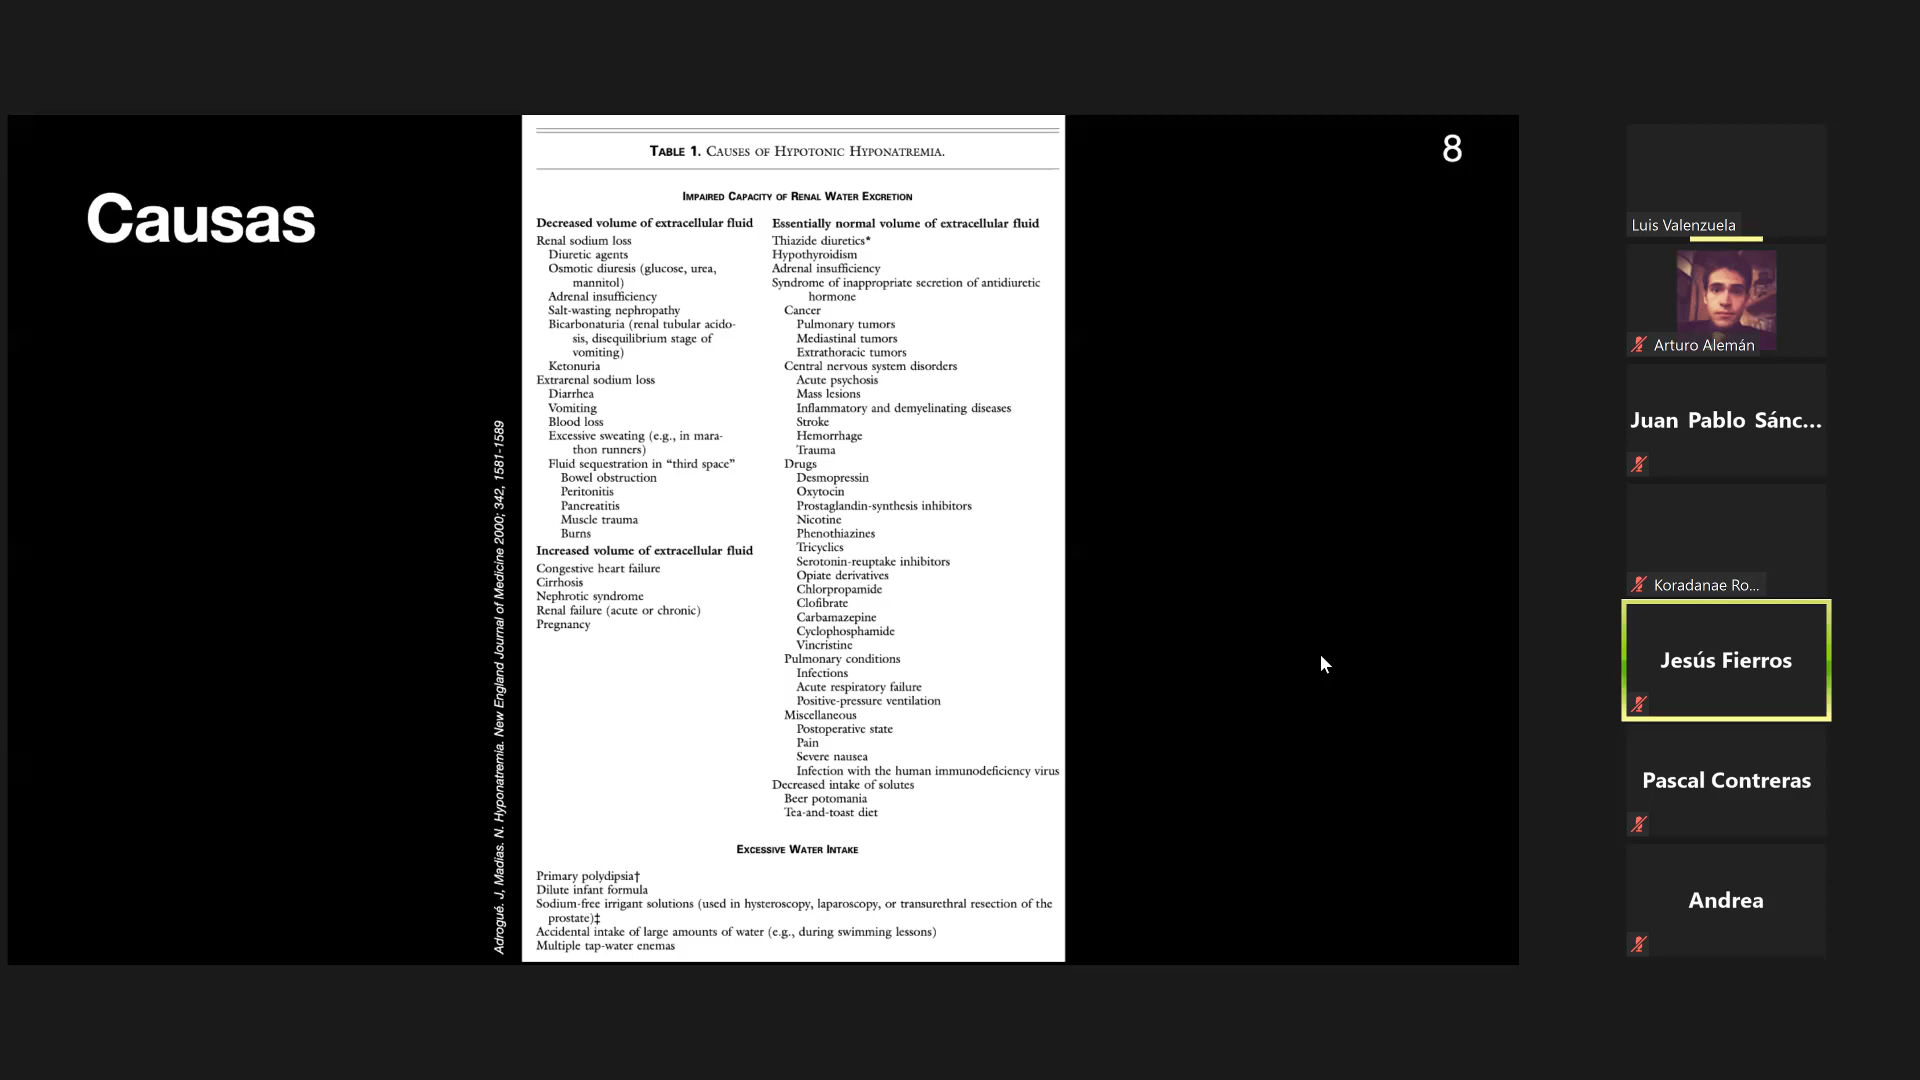 Causas
8
TABLE 1. CAUSES OF HYPOTONIC HYPONATREMIA.
IMPAIRED CAPACITY OF RENAL WATER EXCRETION
Decreased volume of extracellular fluid
Renal sodium loss
Diuretic agents
Osmotic diuresis (glucose, urea,
mannitol)
Adrenal insufficiency
Salt-wasting nephropathy
Bicarbonaturia (renal tubular acido-
sis, disequilibrium stage of
vomiting)
Ketonuria
Extrarenal sodium loss
Diarrhea
Vomiting
Blood loss
Excessive sweating (e.g., in mara-
thon runners)
Fluid sequestration in “third space”
Bowel obstruction
Peritonitis
Pancreatitis
Muscle trauma
Burns
Increased volume of extracellular fluid
Congestive heart failure
Cirrhosis
Nephrotic syndrome
Renal failure (acute or chronic)
Pregnancy
Essentially normal volume of extracellular fluid
Thiazide diuretics*
Hypothyroidism
Adrenal insufficiency
Syndrome of inappropriate secretion of antidiuretic
hormone
Cancer
Pulmonary tumors
Mediastinal tumors
Extrathoracic tumors
Central nervous system disorders
Acute psychosis
Mass lesions
Inflammatory and demyelinating diseases
Stroke
Hemorrhage
Trauma
Drugs
Desmopressin
Oxytocin
Prostaglandin-synthesis inhibitors
Nicotine
Phenothiazines
Tricyclics
Serotonin-reuptake inhibitors
Opiate derivatives
Chlorpropamide
Clofibrate
Carbamazepine
Cyclophosphamide
Vincristine
Pulmonary conditions
Infections
Acute respiratory failure
Positive-pressure ventilation
Miscellaneous
Postoperative state
Pain
Severe nausea
Infection with the human immunodeficiency virus
Decreased intake of solutes
Beer potomania
Tea-and-toast diet
EXCESSIVE WATER INTAKE
Primary polydipsia†
Dilute infant formula
Sodium-free irrigant solutions (used in hysteroscopy, laparoscopy, or transurethral resection of the
prostate)‡
Accidental intake of large amounts of water (e.g., during swimming lessons)
Multiple tap-water enemas
Adrogué. J, Madias. N. Hyponatremia. New England Journal of Medicine 2000; 342, 1581-1589
Luis Valenzuela
Arturo Alemán
Juan Pablo Sánc...
Koradanae Ro...
Jesús Fierros
Pascal Contreras
Andrea